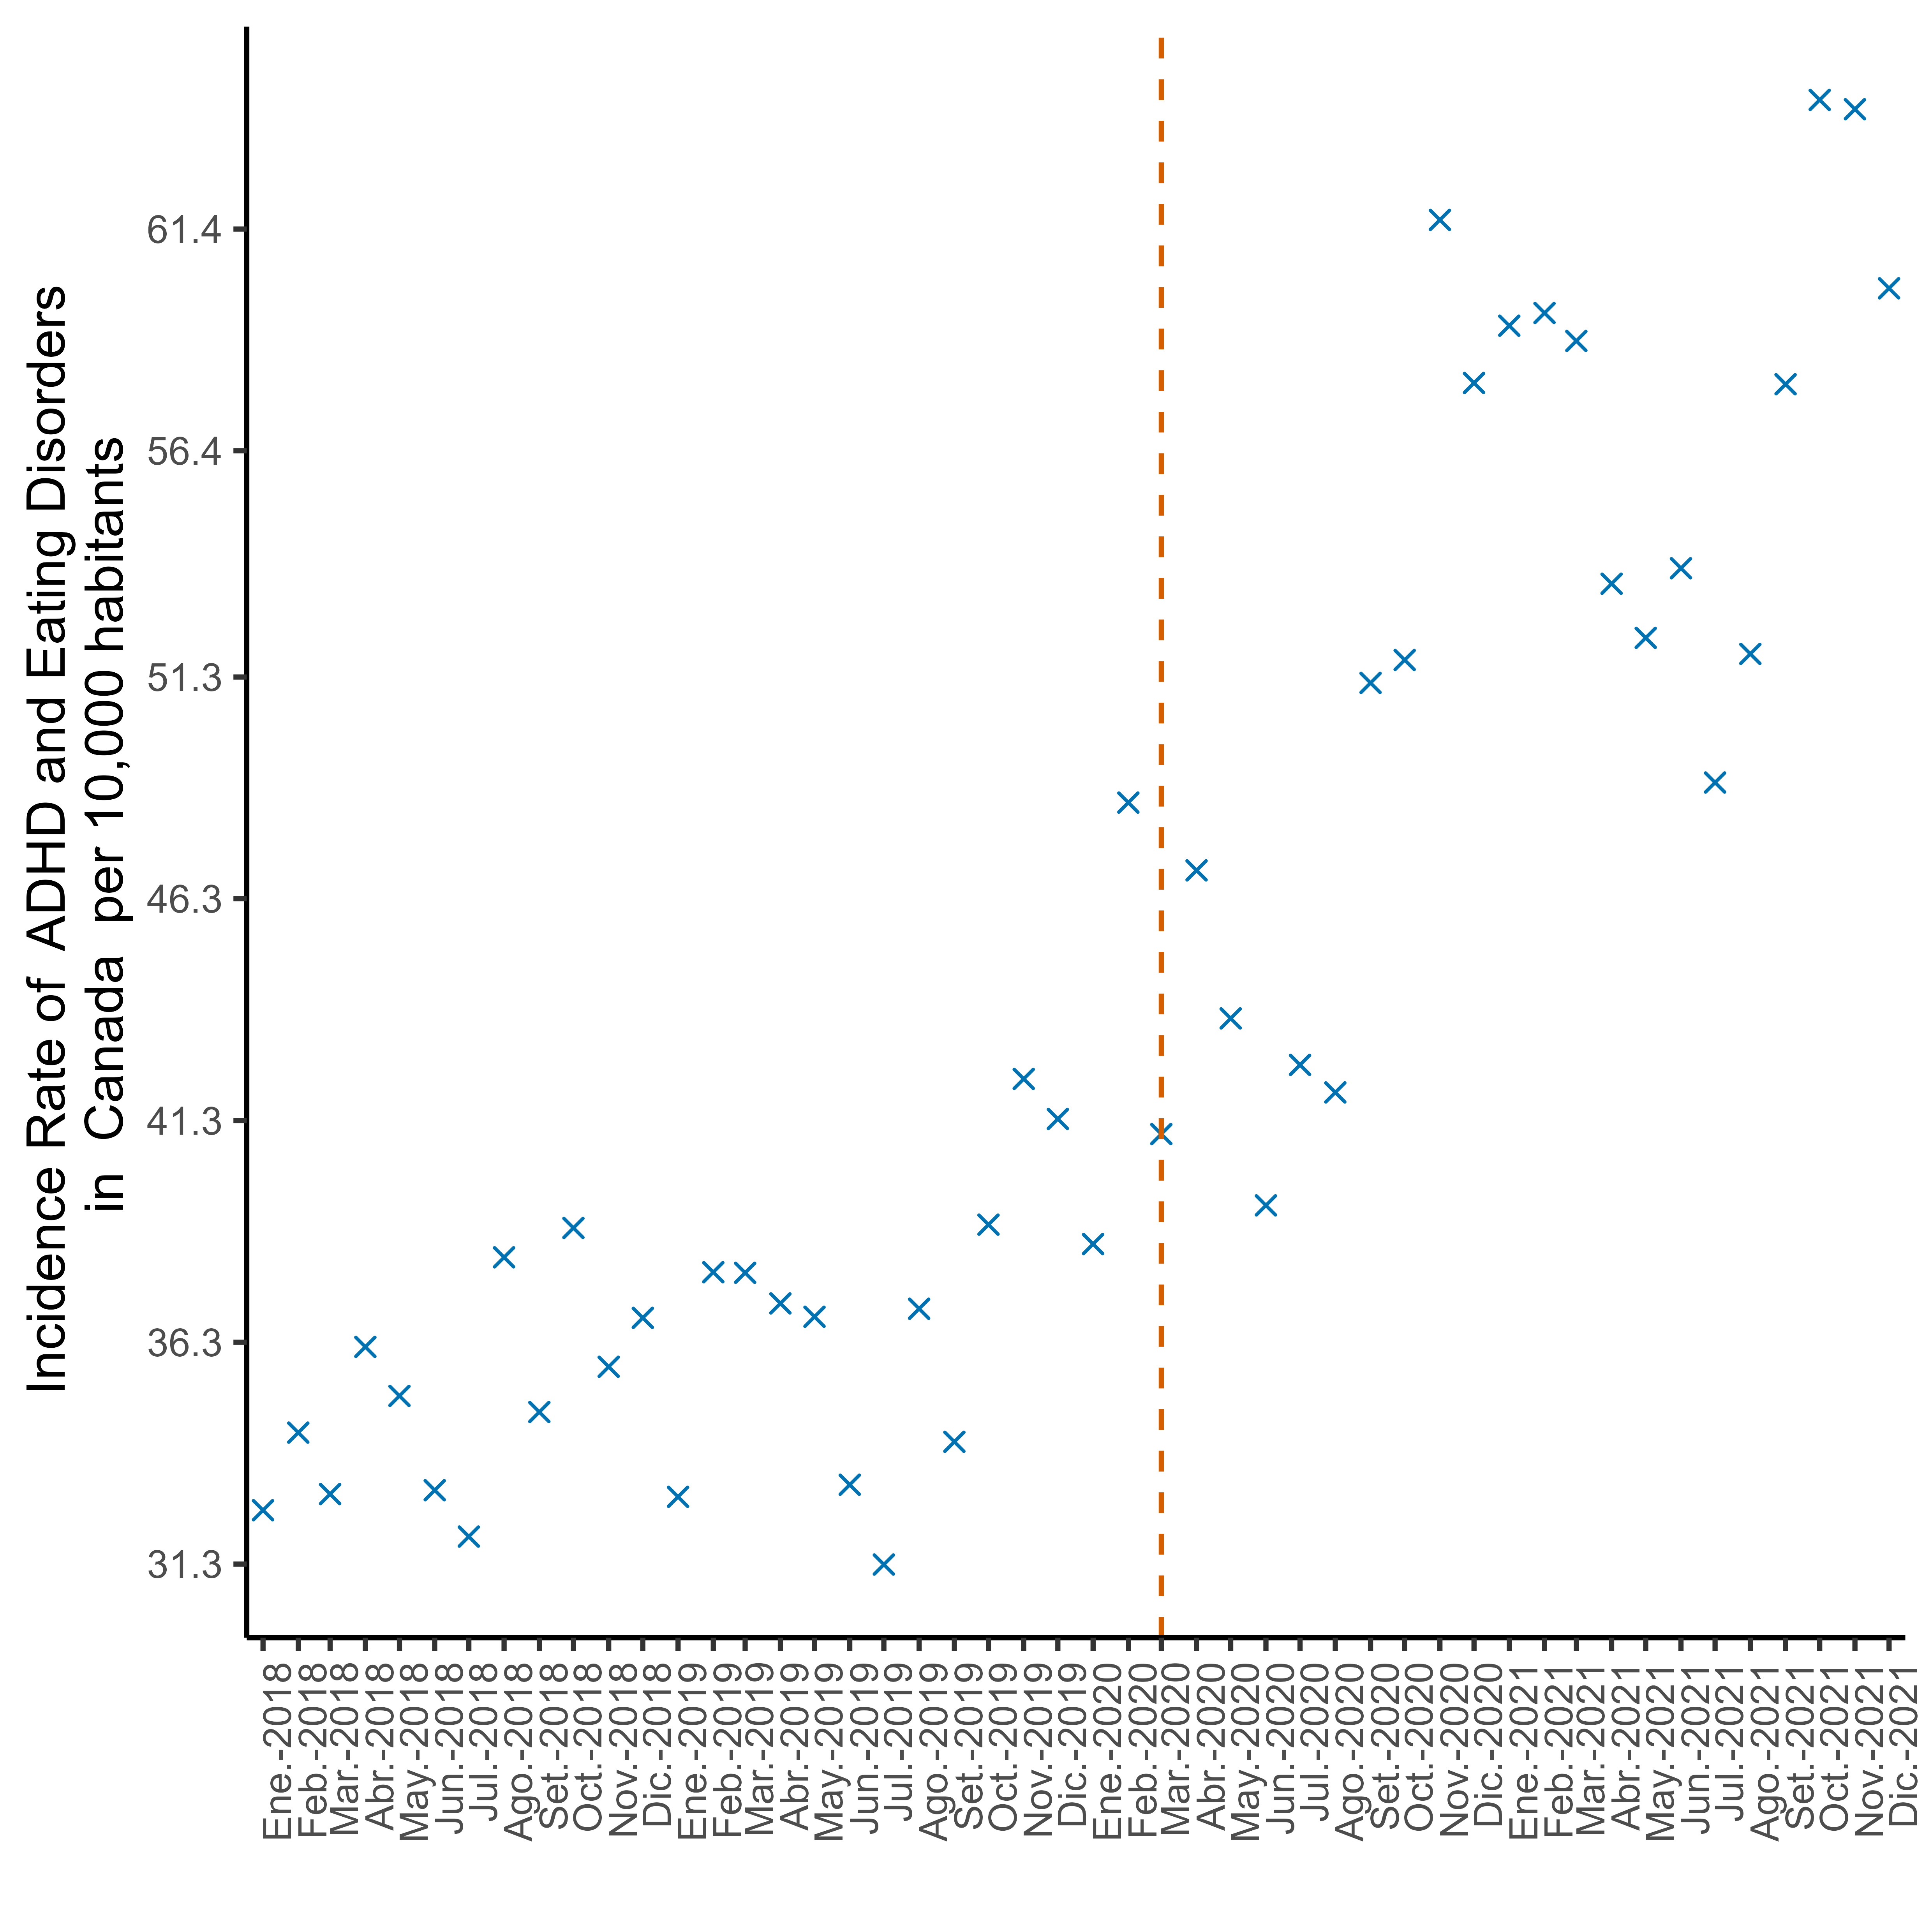 Incidence Rate of  ADHD and Eating Disorders
in  Canada  per 10,000 habitants
61.4
56.4
51.3
46.3
41.3
36.3
31.3
Ene.-2018
Feb.-2018
Mar.-2018
Abr.-2018
May.-2018
Jun.-2018
Jul.-2018
Ago.-2018
Set.-2018
Oct.-2018
Nov.-2018
Dic.-2018
Ene.-2019
Feb.-2019
Mar.-2019
Abr.-2019
May.-2019
Jun.-2019
Jul.-2019
Ago.-2019
Set.-2019
Oct.-2019
Nov.-2019
Dic.-2019
Ene.-2020
Feb.-2020
Mar.-2020
Abr.-2020
May.-2020
Jun.-2020
Jul.-2020
Ago.-2020
Set.-2020
Oct.-2020
Nov.-2020
Dic.-2020
Ene.-2021
Feb.-2021
Mar.-2021
Abr.-2021
May.-2021
Jun.-2021
Jul.-2021
Ago.-2021
Set.-2021
Oct.-2021
Nov.-2021
Dic.-2021